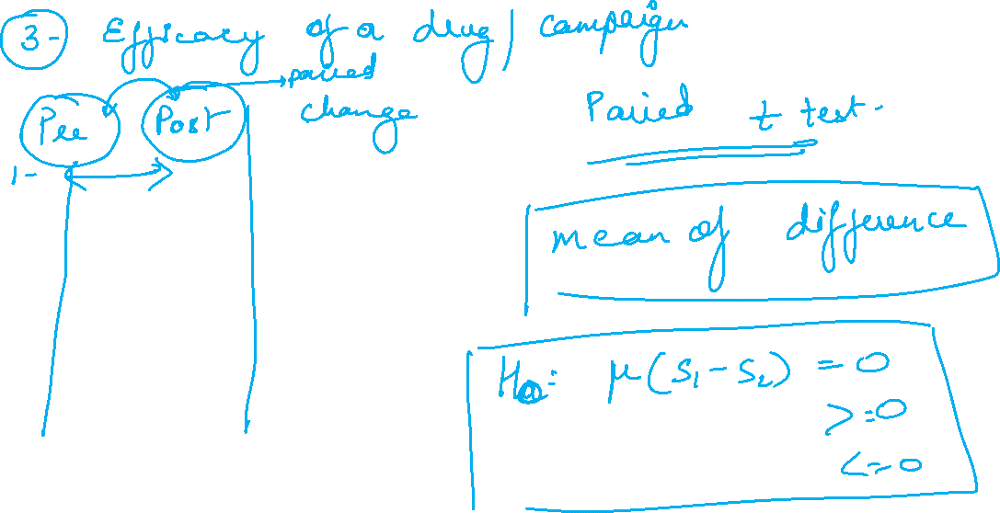 3- Efficacy of a drug/ campaign
Pre Post paired
change
1-
Paired t test.
mean of difference
H0: μ(S1-S2) = 0
>=0
<=0